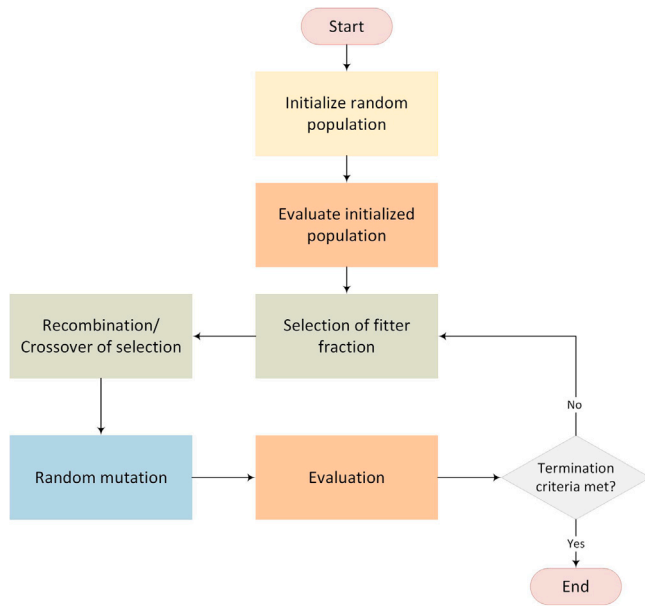 Start
Initialize random
population
Evaluate initialized
population
Recombination/
Crossover of selection
Selection of fitter
fraction
No
Random mutation
Evaluation
Termination
criteria met?
Yes
End